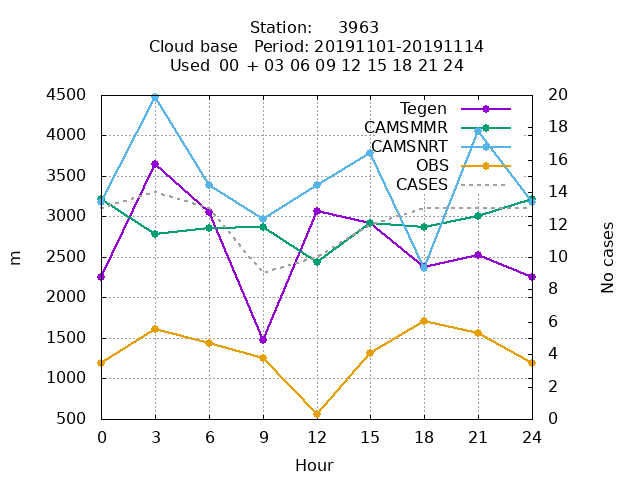 Station: 3963
Cloud base Period: 20191101-20191114
Used 00 + 03 06 09 12 15 18 21 24
4500
4000
3500
3000
2500
2000
1500
1000
500
m
Tegen
CAMSMMR
CAMSNRT
OBS
CASES
20
18
16
14
12
10
8
6
4
2
0
No cases
0 3 6 9 12 15 18 21 24
Hour